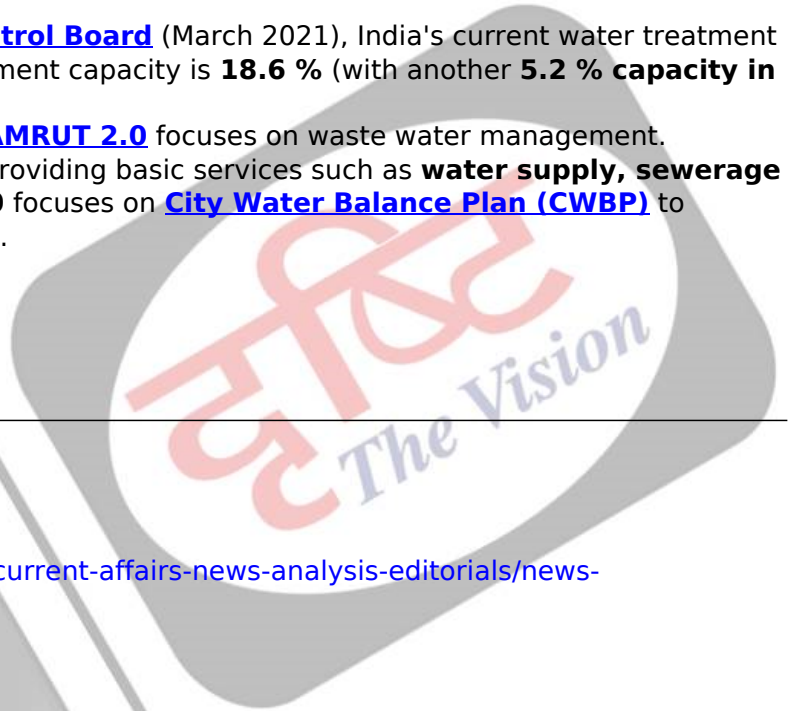 trol Board (March 2021), India's current water treatment
ment capacity is 18.6 % (with another 5.2 % capacity in
AMRUT 2.0 focuses on waste water management.
roviding basic services such as water supply, sewerage
0 focuses on City Water Balance Plan (CWBP) to
.
दृष्टि
The Vision
current-affairs-news-analysis-editorials/news-